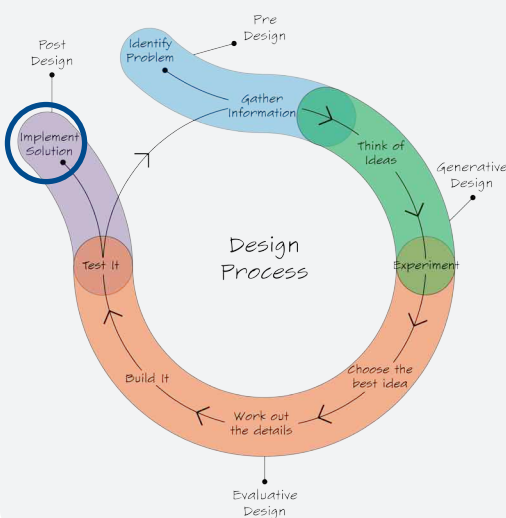 Pre
Design
Post
Design
Identify
Problem
Gather
Information
Implement
Solution
Think of
Ideas
Generative
Design
Design
Process
Test It
Experiment
Build It
Choose the
best idea
Work out
the details
Evaluative
Design